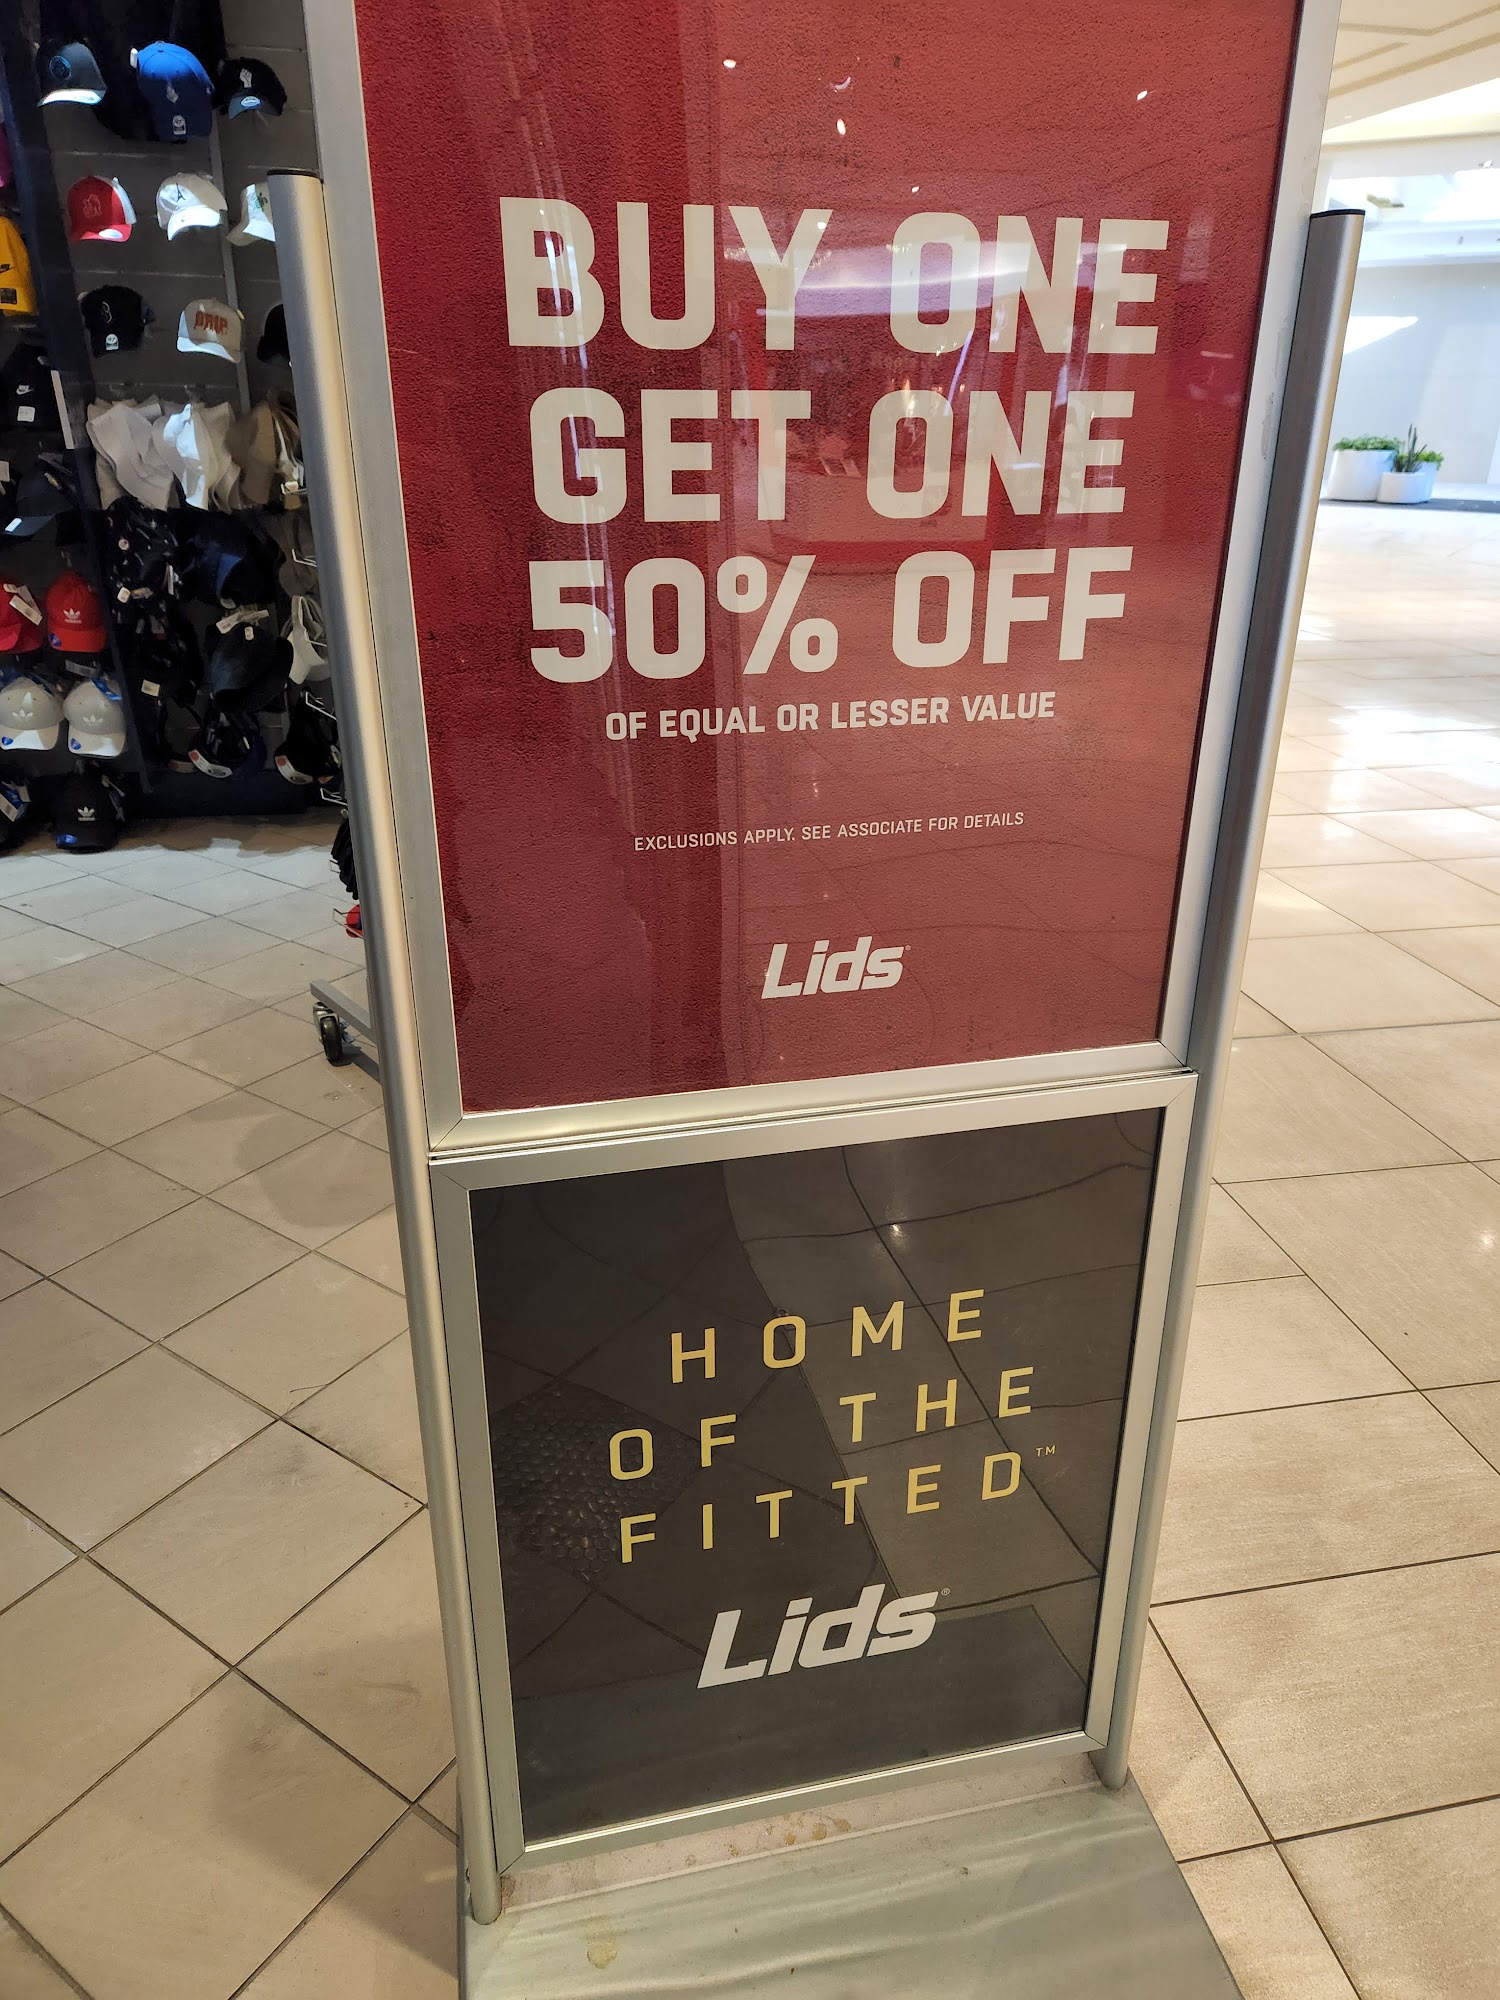 BUY ONE
GET ONE
50% OFF
OF EQUAL OR LESSER VALUE
EXCLUSIONS APPLY. SEE ASSOCIATE FOR DETAILS
Lids
HOME
OF THE
FITTED™
Lids®